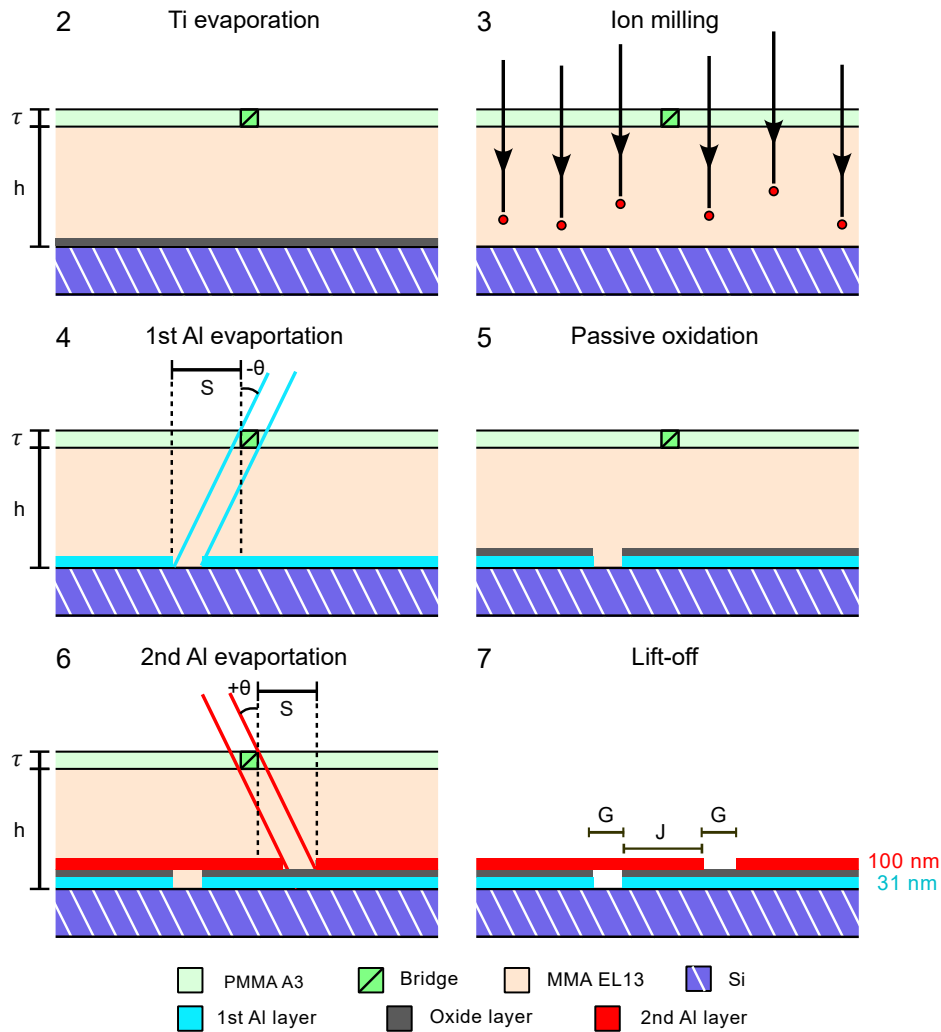 2 Ti evaporation
3 Ion milling
τ
h
4 1st Al evaportation
5 Passive oxidation
-θ
S
τ
h
6 2nd Al evaportation
7 Lift-off
+θ
S
τ
h
G J G
100 nm
31 nm
PMMA A3 Bridge MMA EL13 Si
1st Al layer Oxide layer 2nd Al layer